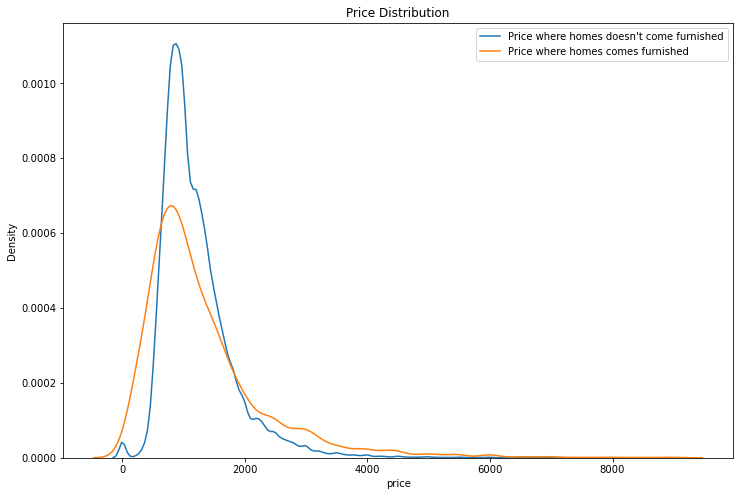 Price Distribution
Price where homes doesn't come furnished
Price where homes comes furnished
0.0010
0.0008
0.0006
0.0004
0.0002
0.0000
Density
0
2000
4000
6000
8000
price